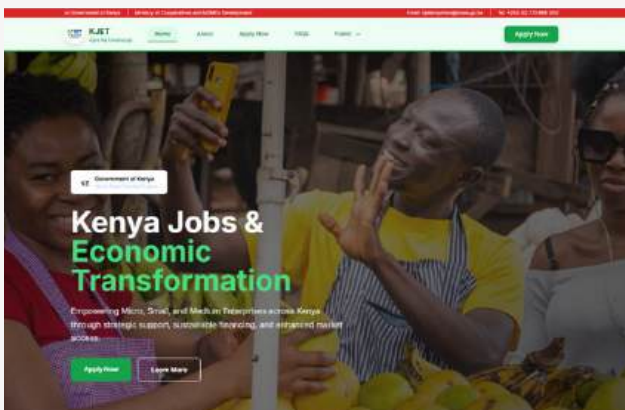 Government of Kenya | Ministry of Cooperatives and MSMEs Development
KJET
Home About Apply Now FAQs
Apply Now
KE Government of Kenya
Kenya Jobs &
Economic
Transformation
Empowering Micro, Small, and Medium Enterprises across Kenya
through strategic support, sustainable financing, and enhanced market
access.
Apply Now Learn More